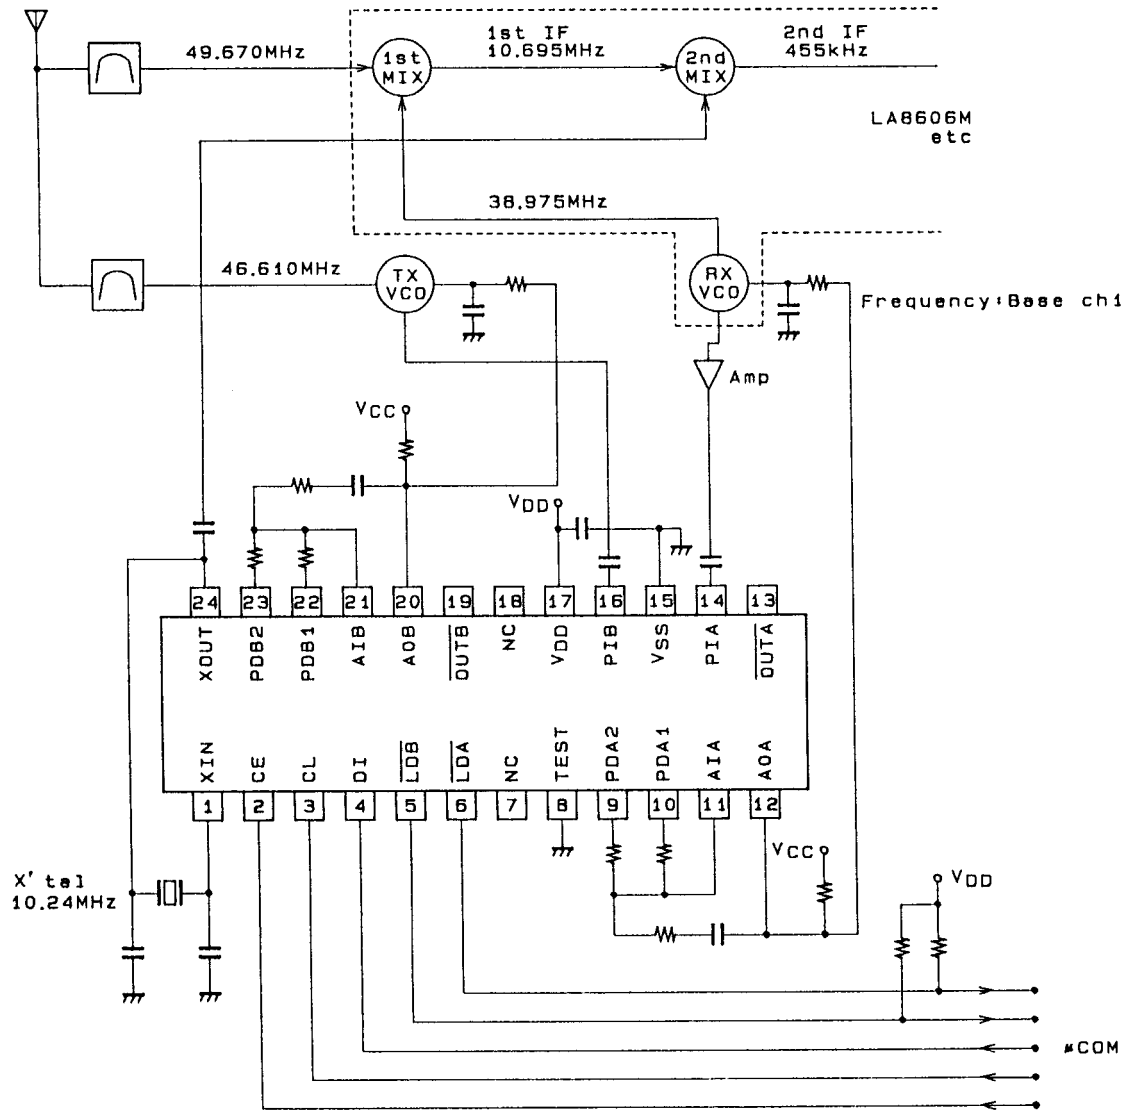 1st IF
10.695MHz
2nd IF
455kHz
49.670MHz
1st
MIX
2nd
MIX
LA8606M
etc
38.975MHz
46.610MHz
TX
VCO
RX
VCO
Frequency:Base ch1
Amp
VCC
VDD
24 23 22 21 20 19 18 17 16 15 14 13
XOUT PDB2 PDB1 AIB AOB OUTB NC VDD PIB VSS PIA OUTA
XIN CE CL DI LDB LDA NC TEST PDA2 PDA1 AIA AOA
1 2 3 4 5 6 7 8 9 10 11 12
VCC
VDD
X'tal
10.24MHz
μCOM